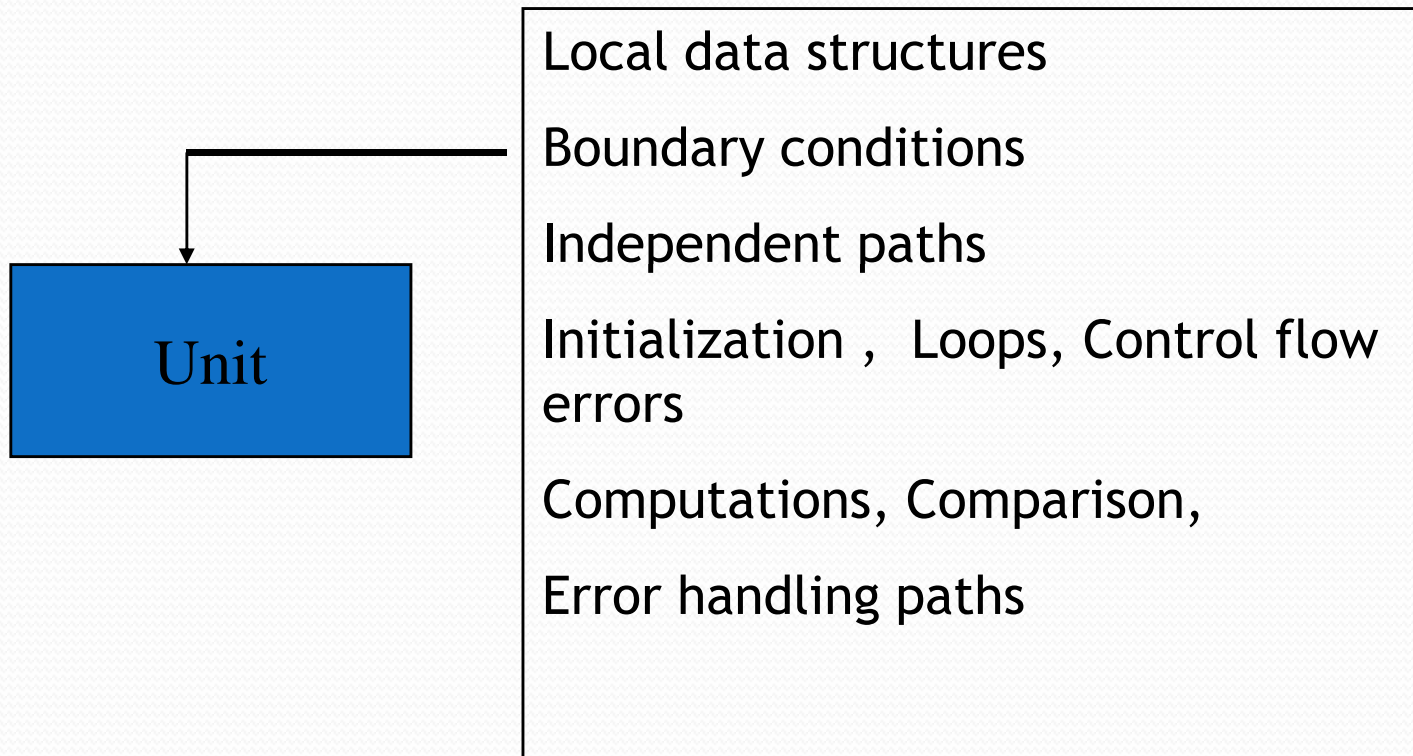 Local data structures
Boundary conditions
Independent paths
Initialization , Loops, Control flow
errors
Computations, Comparison,
Error handling paths
Unit